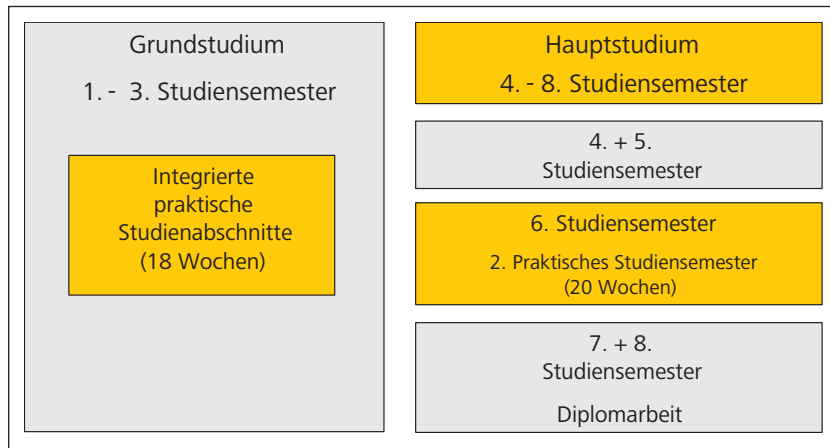 Grundstudium
1. - 3. Studiensemester
Integrierte
praktische
Studienabschnitte
(18 Wochen)
Hauptstudium
4. - 8. Studiensemester
4. + 5.
Studiensemester
6. Studiensemester
2. Praktisches Studiensemester
(20 Wochen)
7. + 8.
Studiensemester
Diplomarbeit